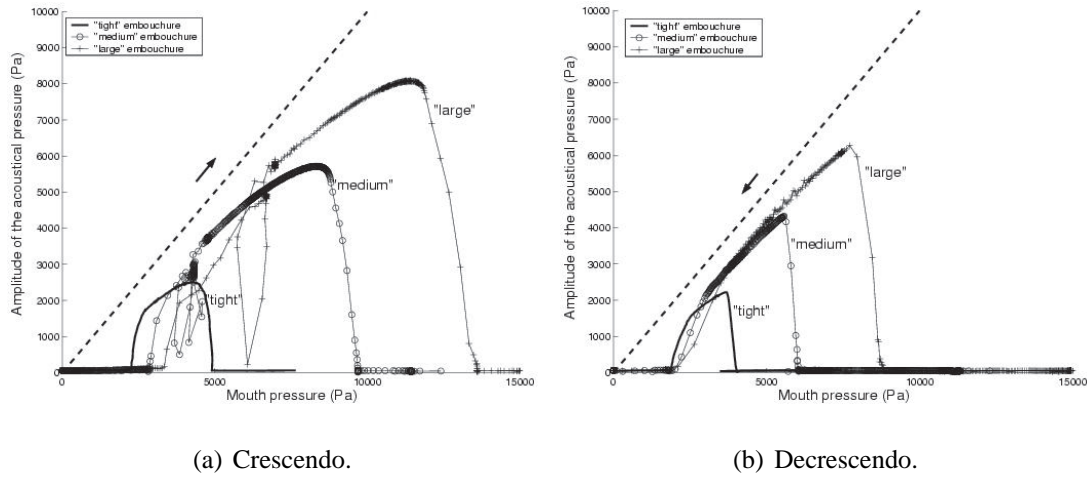 10000
9000
8000
7000
6000
5000
4000
3000
2000
1000
0
Amplitude of the acoustical pressure (Pa)
"tight" embouchure
"medium" embouchure
"large" embouchure
"large"
"medium"
"tight"
0 5000 10000 15000
Mouth pressure (Pa)
(a) Crescendo.
10000
9000
8000
7000
6000
5000
4000
3000
2000
1000
0
Amplitude of the acoustical pressure (Pa)
"tight" embouchure
"medium" embouchure
"large" embouchure
"large"
"medium"
"tight"
0 5000 10000 15000
Mouth pressure (Pa)
(b) Decrescendo.